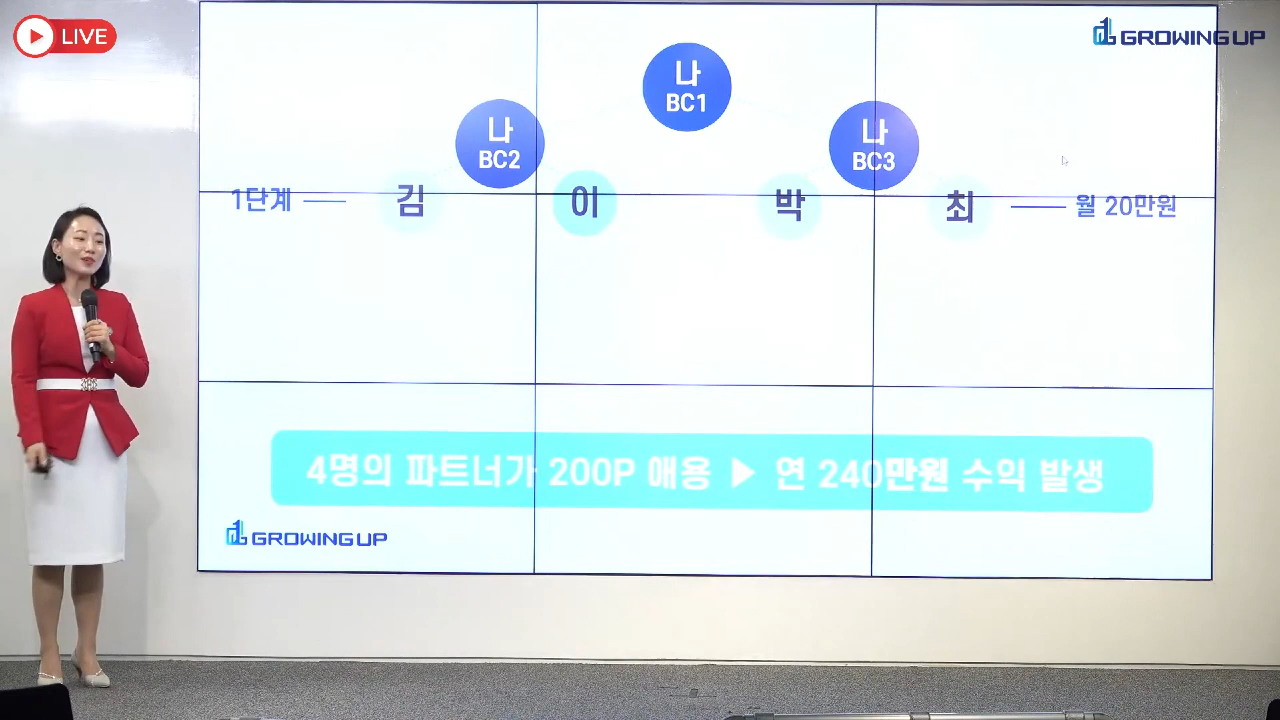 LIVE
GROWING UP
나
BC1
나
BC2
나
BC3
1단계
김
이
박
최
월 20만원
4명의 파트너가 200P 애용 ▶ 연 240만원 수익 발생
GROWING UP